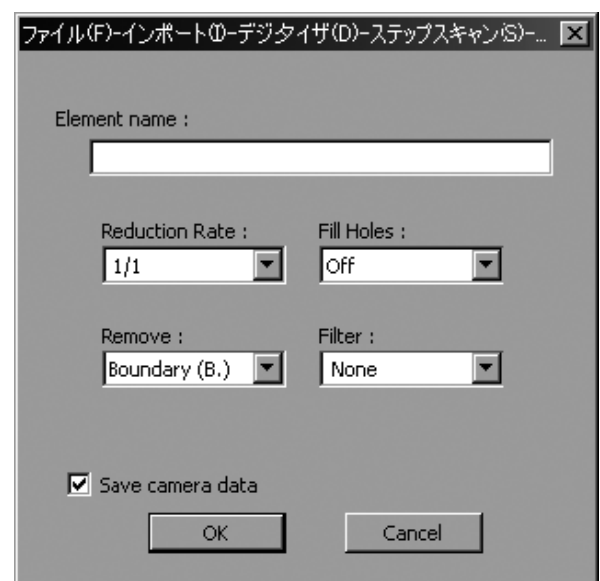 ファイル(F)-インポート(I)-デジタイザ(D)-ステップスキャン(S)-...
Element name :
Reduction Rate : Fill Holes :
1/1 Off
Remove : Filter :
Boundary (B.) None
Save camera data
OK Cancel